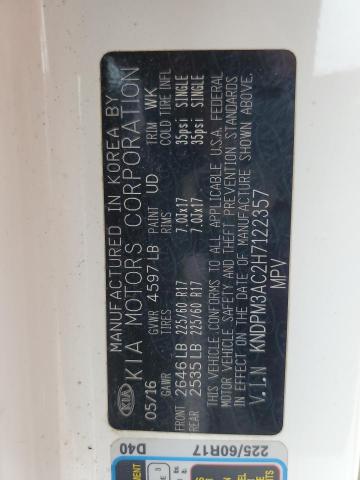 MANUFACTURED IN KOREA BY
KIA KIA MOTORS CORPORATION
05/16 GVWR 4597LB PAINT UD TRIM WK
GAWR TIRES RIMS COLD TIRE INFL
FRONT 2646LB 225/60 R17 7.0Jx17 35psi SINGLE
REAR 2535LB 225/60 R17 7.0Jx17 35psi SINGLE
THIS VEHICLE CONFORMS TO ALL APPLICABLE U.S.A. FEDERAL
MOTOR VEHICLE SAFETY AND THEFT PREVENTION STANDARDS
IN EFFECT ON THE DATE OF MANUFACTURE SHOWN ABOVE.
V.I.N KNDPM3AC2H7122357
MPV
D40
225/60R17